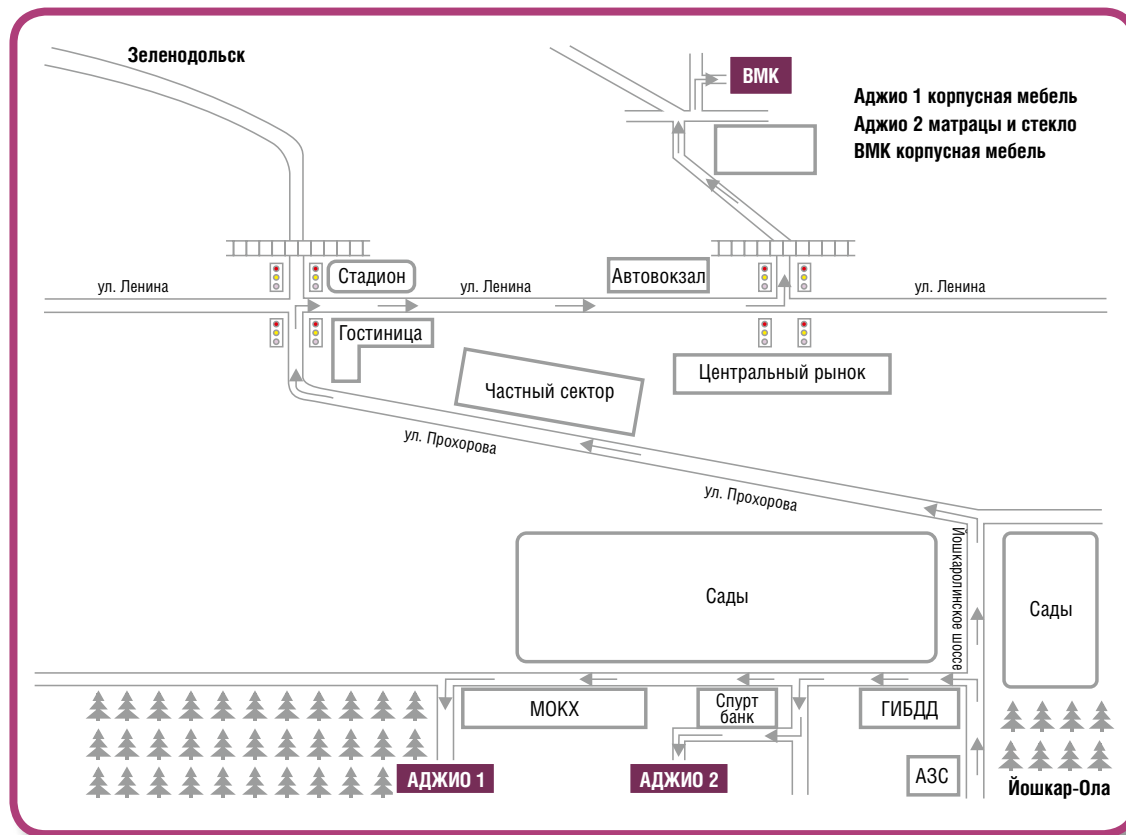 Зеленодольск
ВМК
Аджио 1 корпусная мебель
Аджио 2 матрацы и стекло
ВМК корпусная мебель
Стадион
Автовокзал
ул. Ленина
ул. Ленина
ул. Ленина
Гостиница
Частный сектор
Центральный рынок
ул. Прохорова
ул. Прохорова
Йошкаролинское шоссе
Сады
Сады
МОКХ
Спурт
банк
ГИБДД
АДЖИО 1
АДЖИО 2
АЗС
Йошкар-Ола